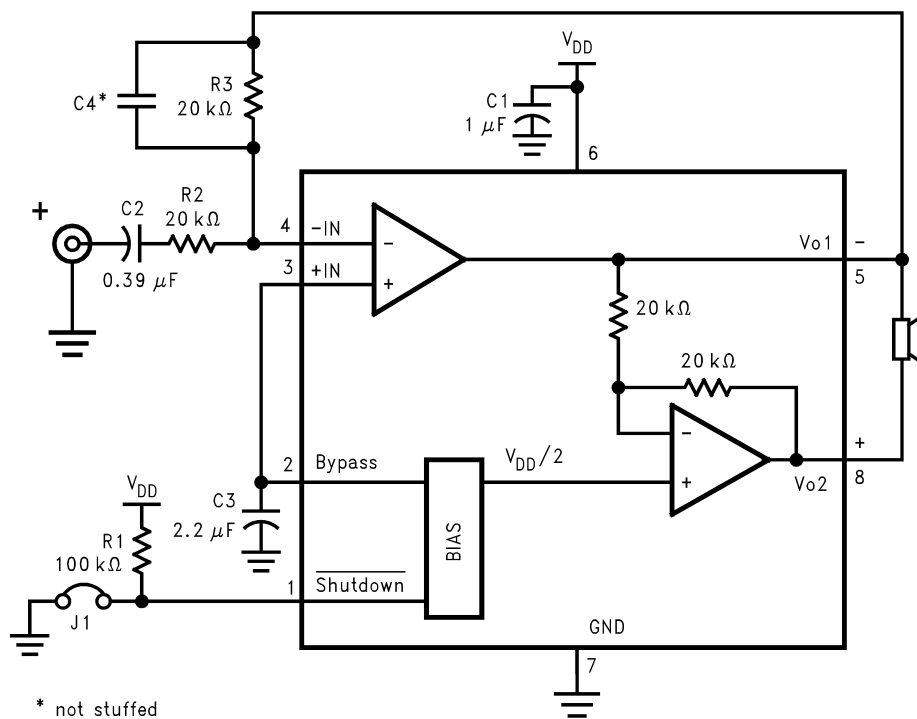 V_DD
R3
20 kΩ
C4*
C1
1 µF
6
R2
20 kΩ
C2
+
0.39 µF
4
-IN
-
3
+IN
+
Vo1
-
5
20 kΩ
20 kΩ
2
Bypass
V_DD/2
-
+
+
8
Vo2
V_DD
C3
2.2 µF
R1
100 kΩ
BIAS
1
Shutdown
J1
GND
7
* not stuffed